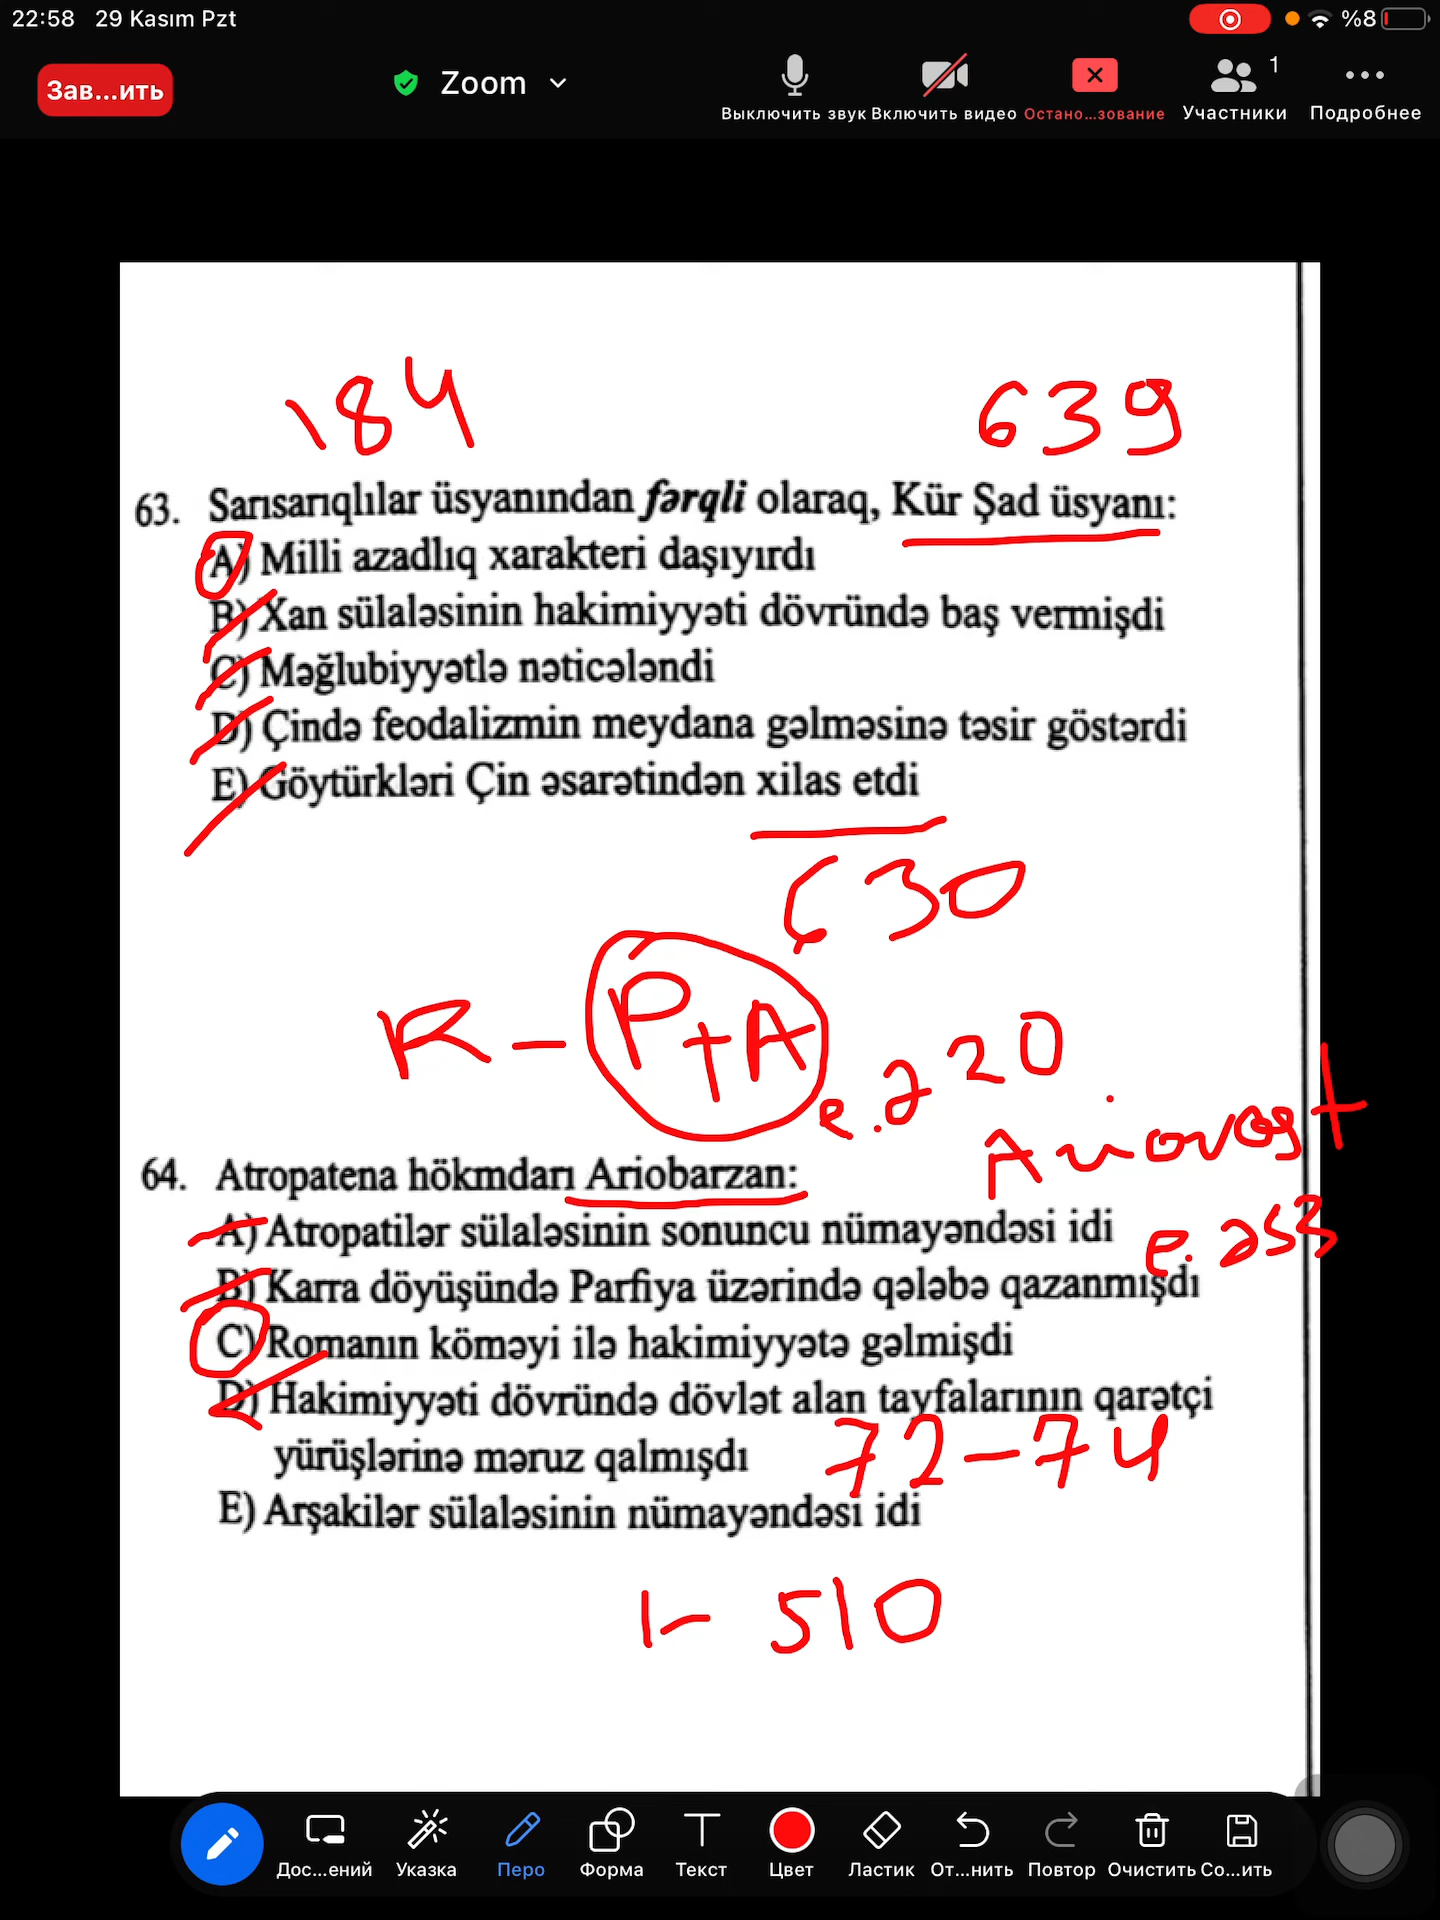 22:58 29 Kasım Pzt %8
Зав...ить Zoom 1
Выключить звук Включить видео Остано...зование Участники Подробнее
184 639
63. Sarısarıqlılar üsyanından fərqli olaraq, Kür Şad üsyanı:
A) Milli azadlıq xarakteri daşıyırdı
B) Xan sülaləsinin hakimiyyəti dövründə baş vermişdi
C) Məğlubiyyətlə nəticələndi
D) Çində feodalizmin meydana gəlməsinə təsir göstərdi
E) Göytürkləri Çin əsarətindən xilas etdi
630
R - P+A
e.ə 20
64. Atropatena hökmdarı Ariobarzan:
A) Atropatilər sülaləsinin sonuncu nümayəndəsi idi
B) Karra döyüşündə Parfiya üzərində qələbə qazanmışdı
e. ə53
C) Romanın köməyi ilə hakimiyyətə gəlmişdi
D) Hakimiyyəti dövründə dövlət alan tayfalarının qarətçi
yürüşlərinə məruz qalmışdı 72-74
E) Arşakilər sülaləsinin nümayəndəsi idi
510
Дос...ений Указка Перо Форма Текст Цвет Ластик От...нить Повтор Очистить Со...ить